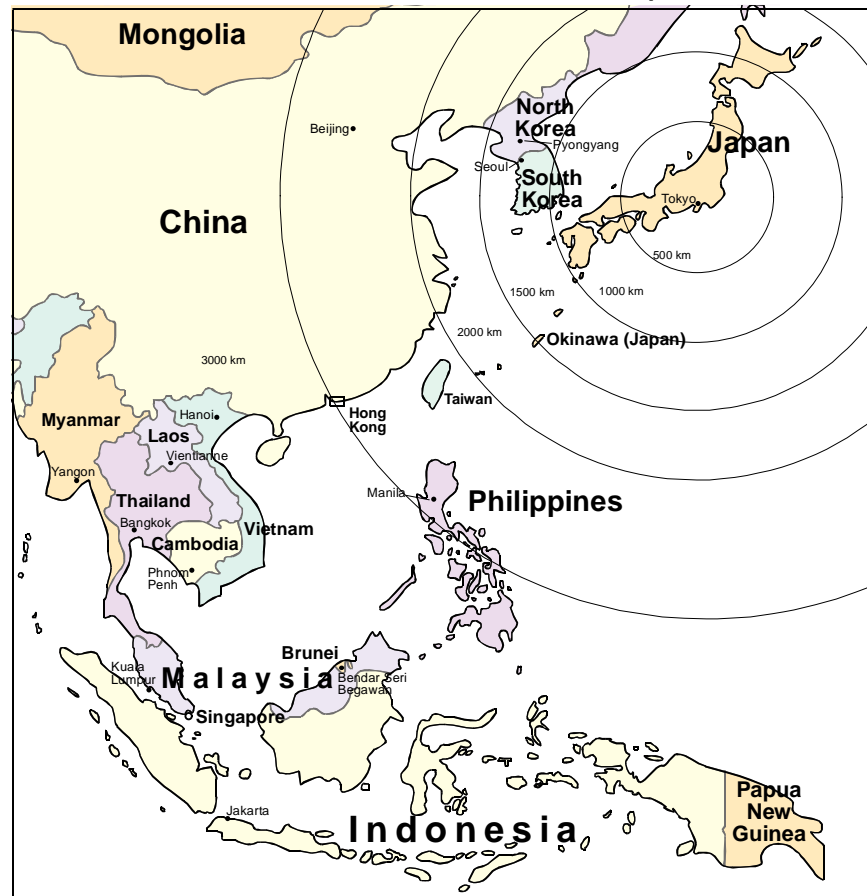 Mongolia
Beijing
North
Korea
Pyongyang
Seoul
South
Korea
Japan
Tokyo
China
500 km
1500 km
1000 km
2000 km
Okinawa (Japan)
3000 km
Taiwan
Hong
Kong
Myanmar
Hanoi
Laos
Vientianne
Yangon
Thailand
Bangkok
Vietnam
Cambodia
Phnom
Penh
Manila
Philippines
Brunei
Kuala
Lumpur
Malaysia
Bendar Seri
Begawan
Singapore
Jakarta
Indonesia
Papua
New
Guinea